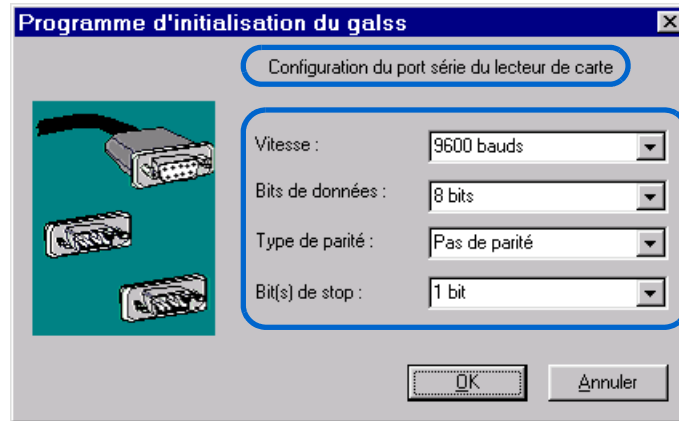 Programme d'initialisation du galss
Configuration du port série du lecteur de carte
Vitesse : 9600 bauds
Bits de données : 8 bits
Type de parité : Pas de parité
Bit(s) de stop : 1 bit
OK Annuler